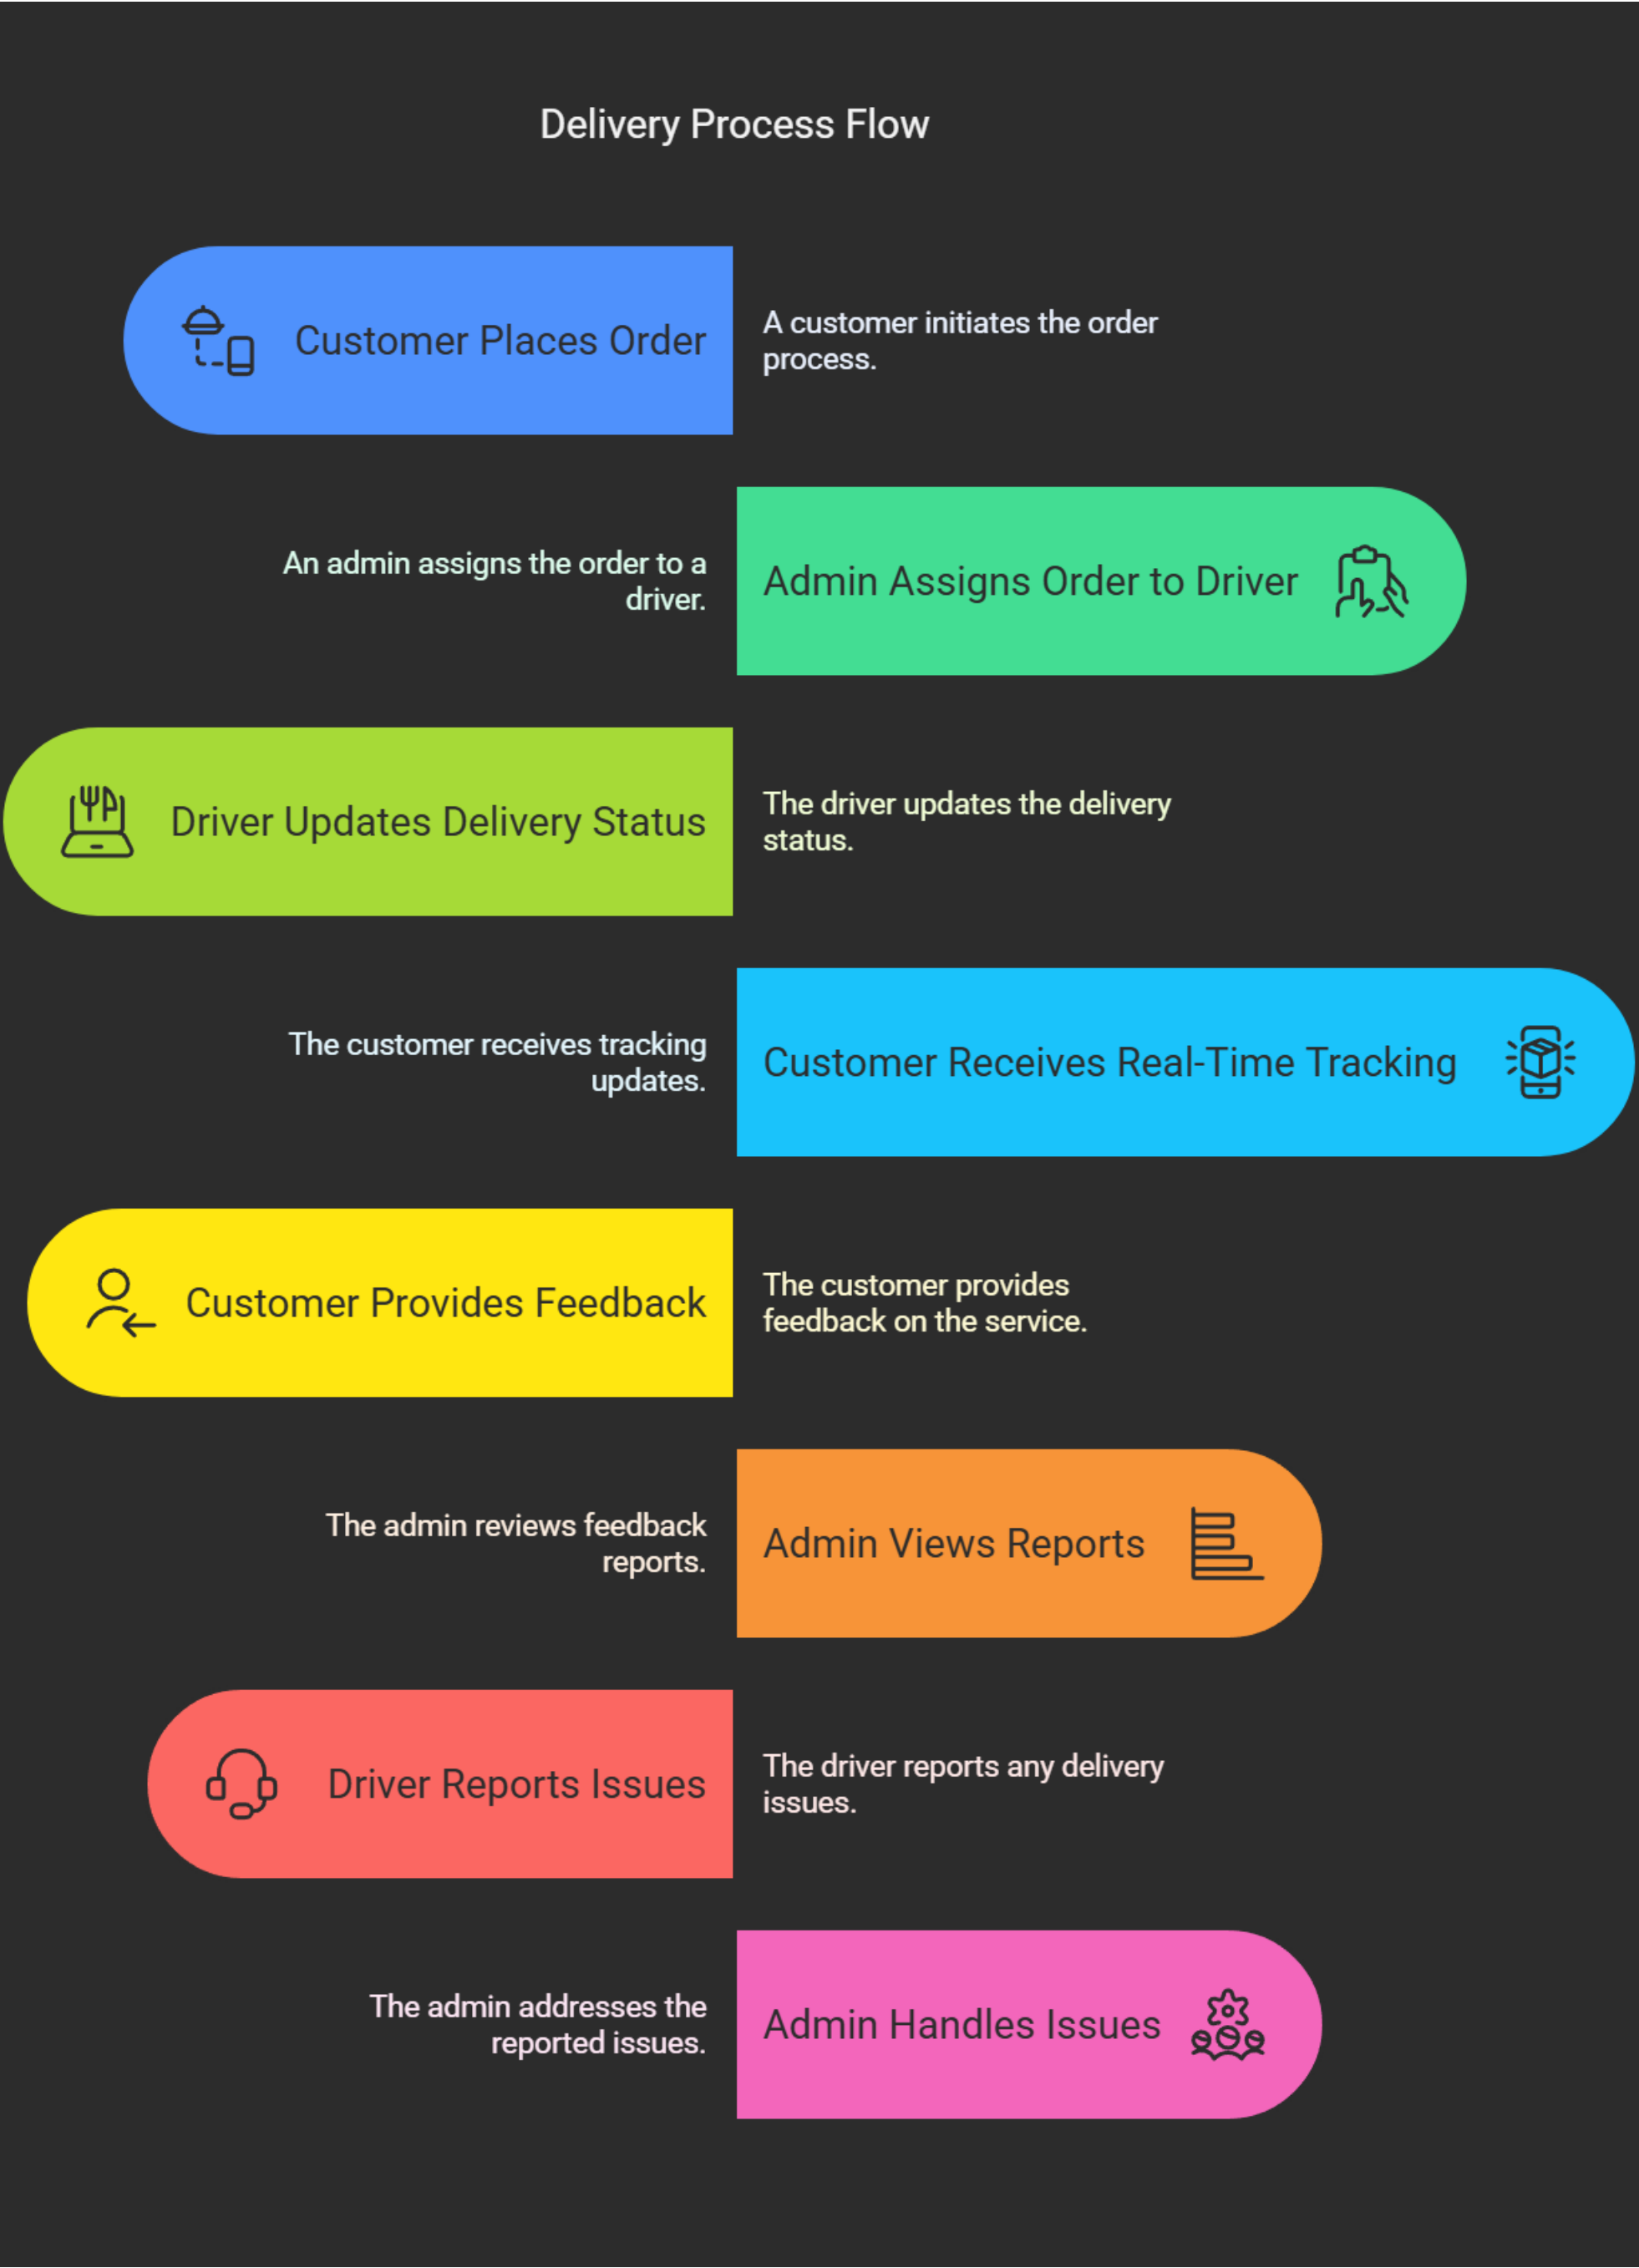 Delivery Process Flow
Customer Places Order
A customer initiates the order
process.
An admin assigns the order to a
driver.
Admin Assigns Order to Driver
Driver Updates Delivery Status
The driver updates the delivery
status.
The customer receives tracking
updates.
Customer Receives Real-Time Tracking
Customer Provides Feedback
The customer provides
feedback on the service.
The admin reviews feedback
reports.
Admin Views Reports
Driver Reports Issues
The driver reports any delivery
issues.
The admin addresses the
reported issues.
Admin Handles Issues